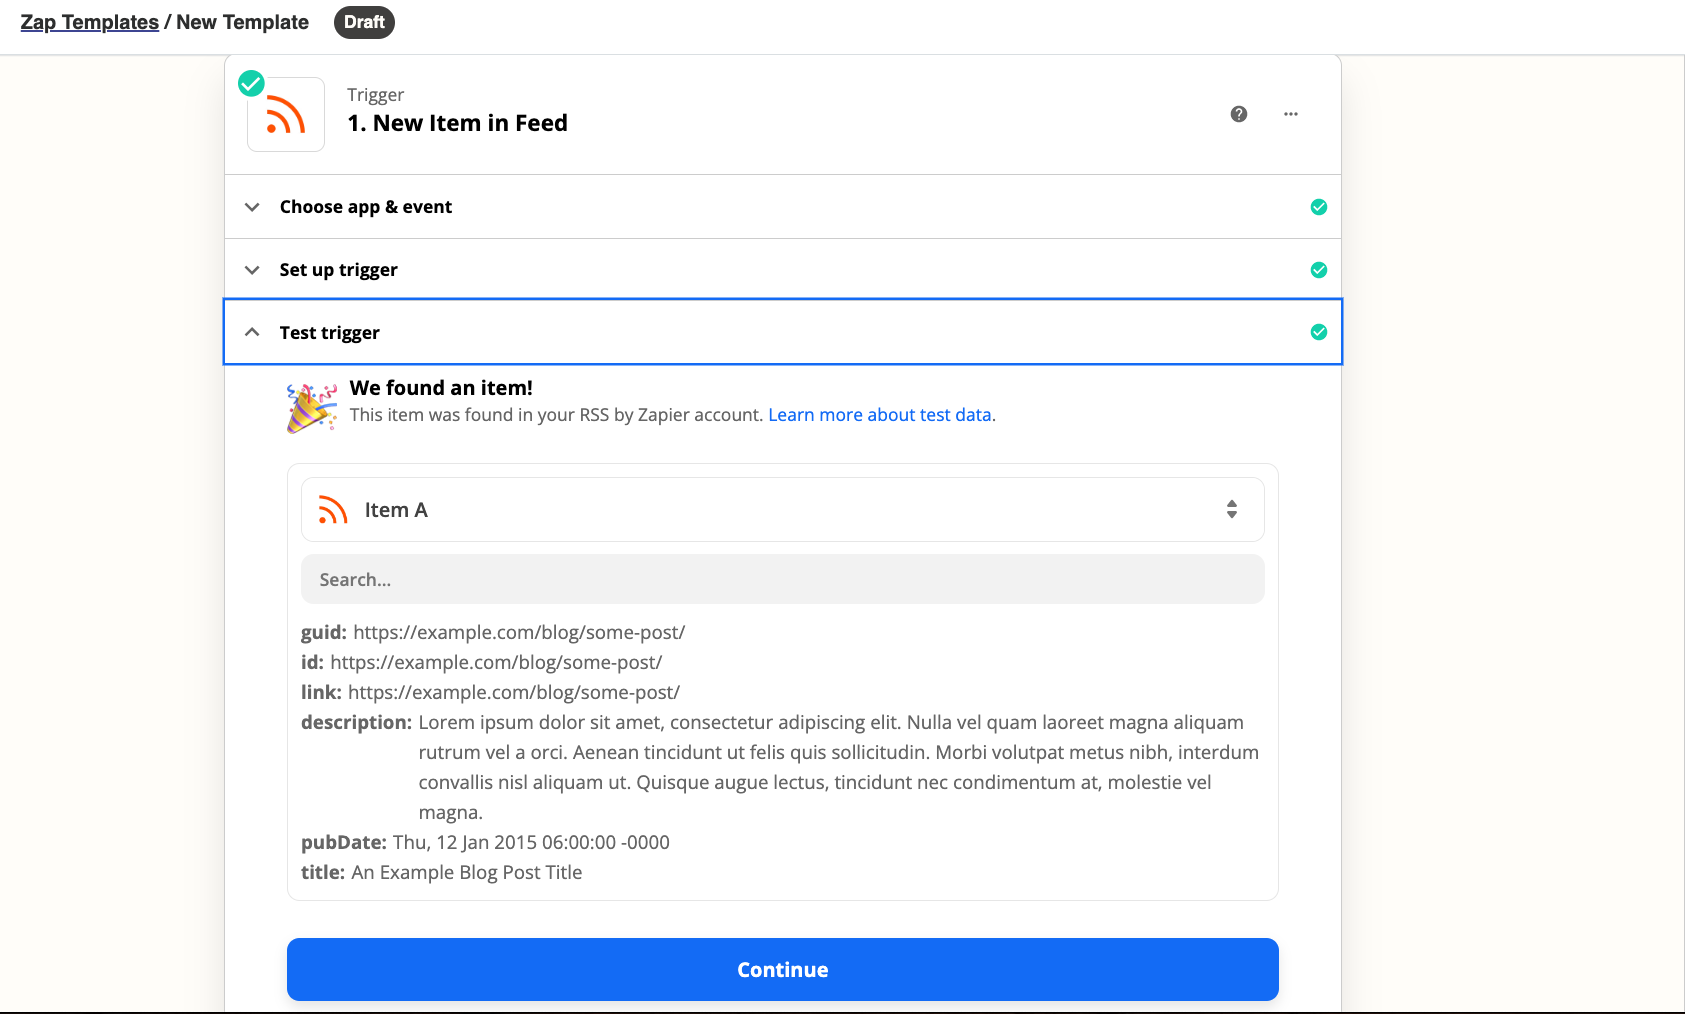 Zap Templates / New Template Draft
Trigger
1. New Item in Feed
Choose app & event
Set up trigger
Test trigger
We found an item!
This item was found in your RSS by Zapier account. Learn more about test data.
Item A
Search...
guid: https://example.com/blog/some-post/
id: https://example.com/blog/some-post/
link: https://example.com/blog/some-post/
description: Lorem ipsum dolor sit amet, consectetur adipiscing elit. Nulla vel quam laoreet magna aliquam
rutrum vel a orci. Aenean tincidunt ut felis quis sollicitudin. Morbi volutpat metus nibh, interdum
convallis nisl aliquam ut. Quisque augue lectus, tincidunt nec condimentum at, molestie vel
magna.
pubDate: Thu, 12 Jan 2015 06:00:00 -0000
title: An Example Blog Post Title
Continue